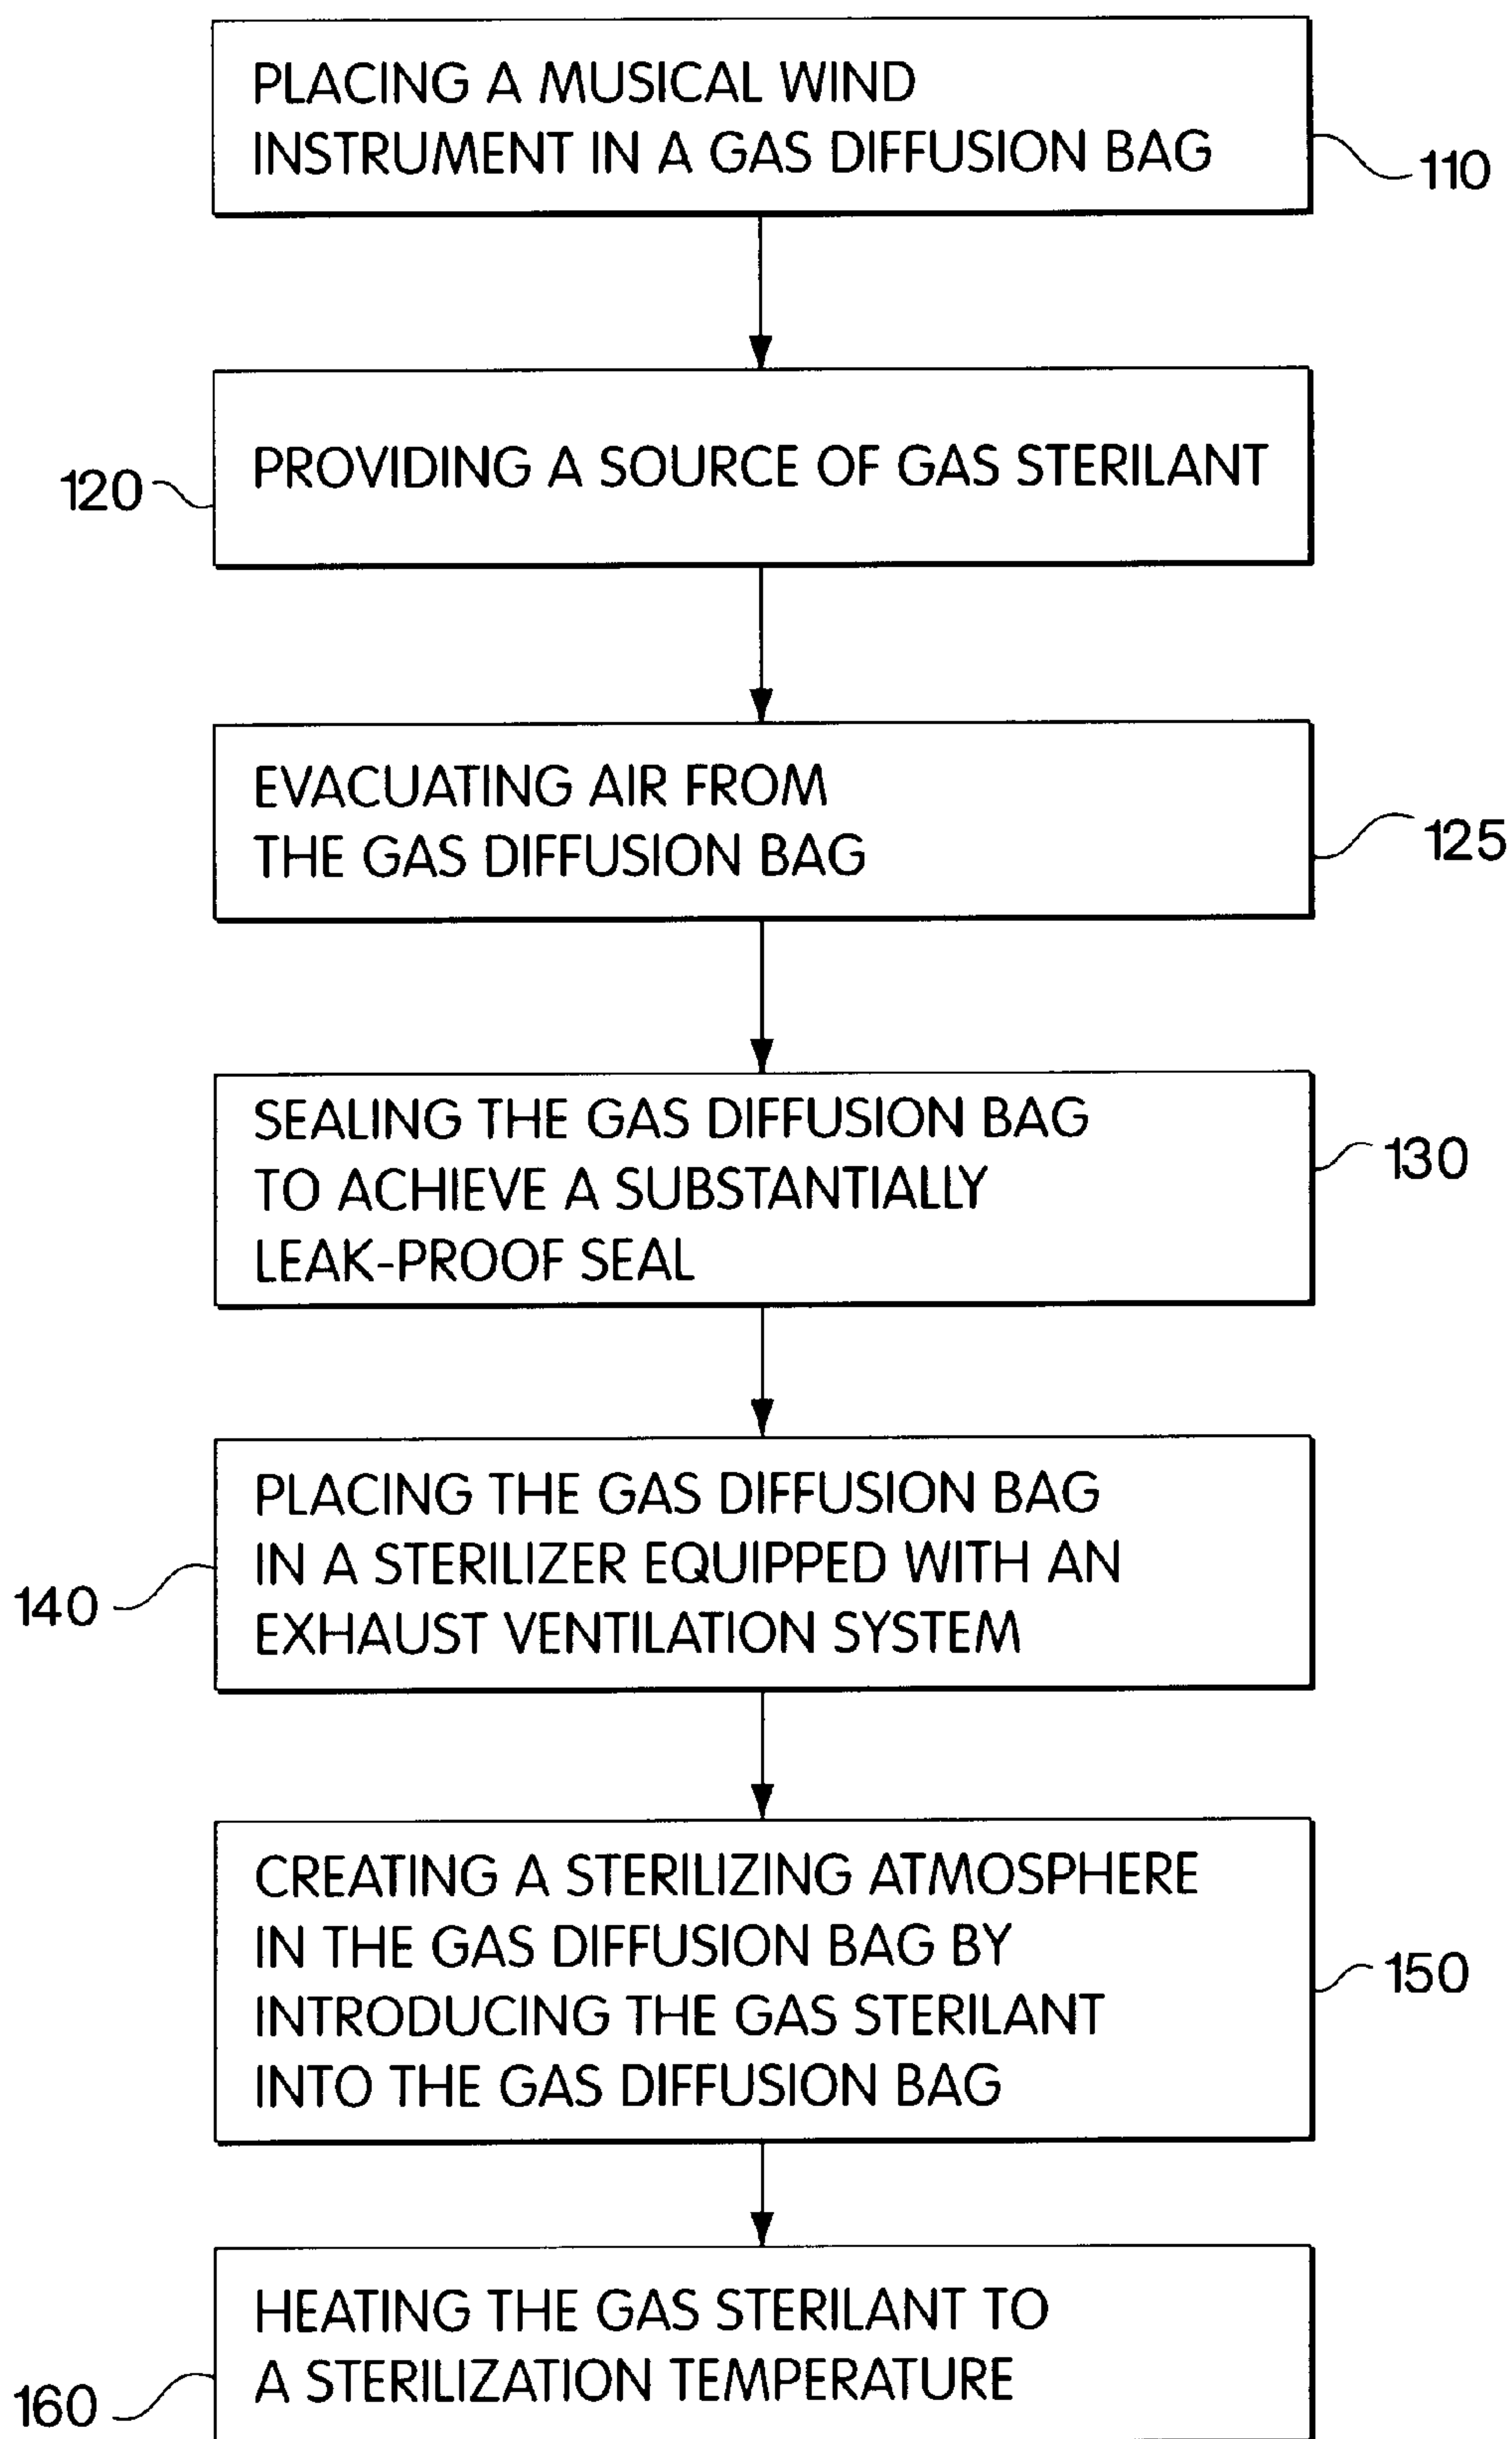 PLACING A MUSICAL WIND
INSTRUMENT IN A GAS DIFFUSION BAG
110
PROVIDING A SOURCE OF GAS STERILANT
120
EVACUATING AIR FROM
THE GAS DIFFUSION BAG
125
SEALING THE GAS DIFFUSION BAG
TO ACHIEVE A SUBSTANTIALLY
LEAK-PROOF SEAL
130
PLACING THE GAS DIFFUSION BAG
IN A STERILIZER EQUIPPED WITH AN
EXHAUST VENTILATION SYSTEM
140
CREATING A STERILIZING ATMOSPHERE
IN THE GAS DIFFUSION BAG BY
INTRODUCING THE GAS STERILANT
INTO THE GAS DIFFUSION BAG
150
HEATING THE GAS STERILANT TO
A STERILIZATION TEMPERATURE
160